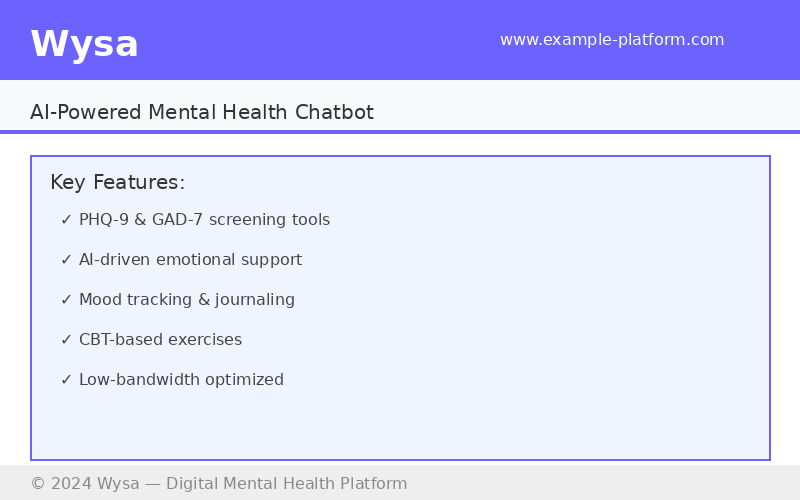 Wysa
www.example-platform.com
AI-Powered Mental Health Chatbot
Key Features:
✓ PHQ-9 & GAD-7 screening tools
✓ AI-driven emotional support
✓ Mood tracking & journaling
✓ CBT-based exercises
✓ Low-bandwidth optimized
© 2024 Wysa — Digital Mental Health Platform